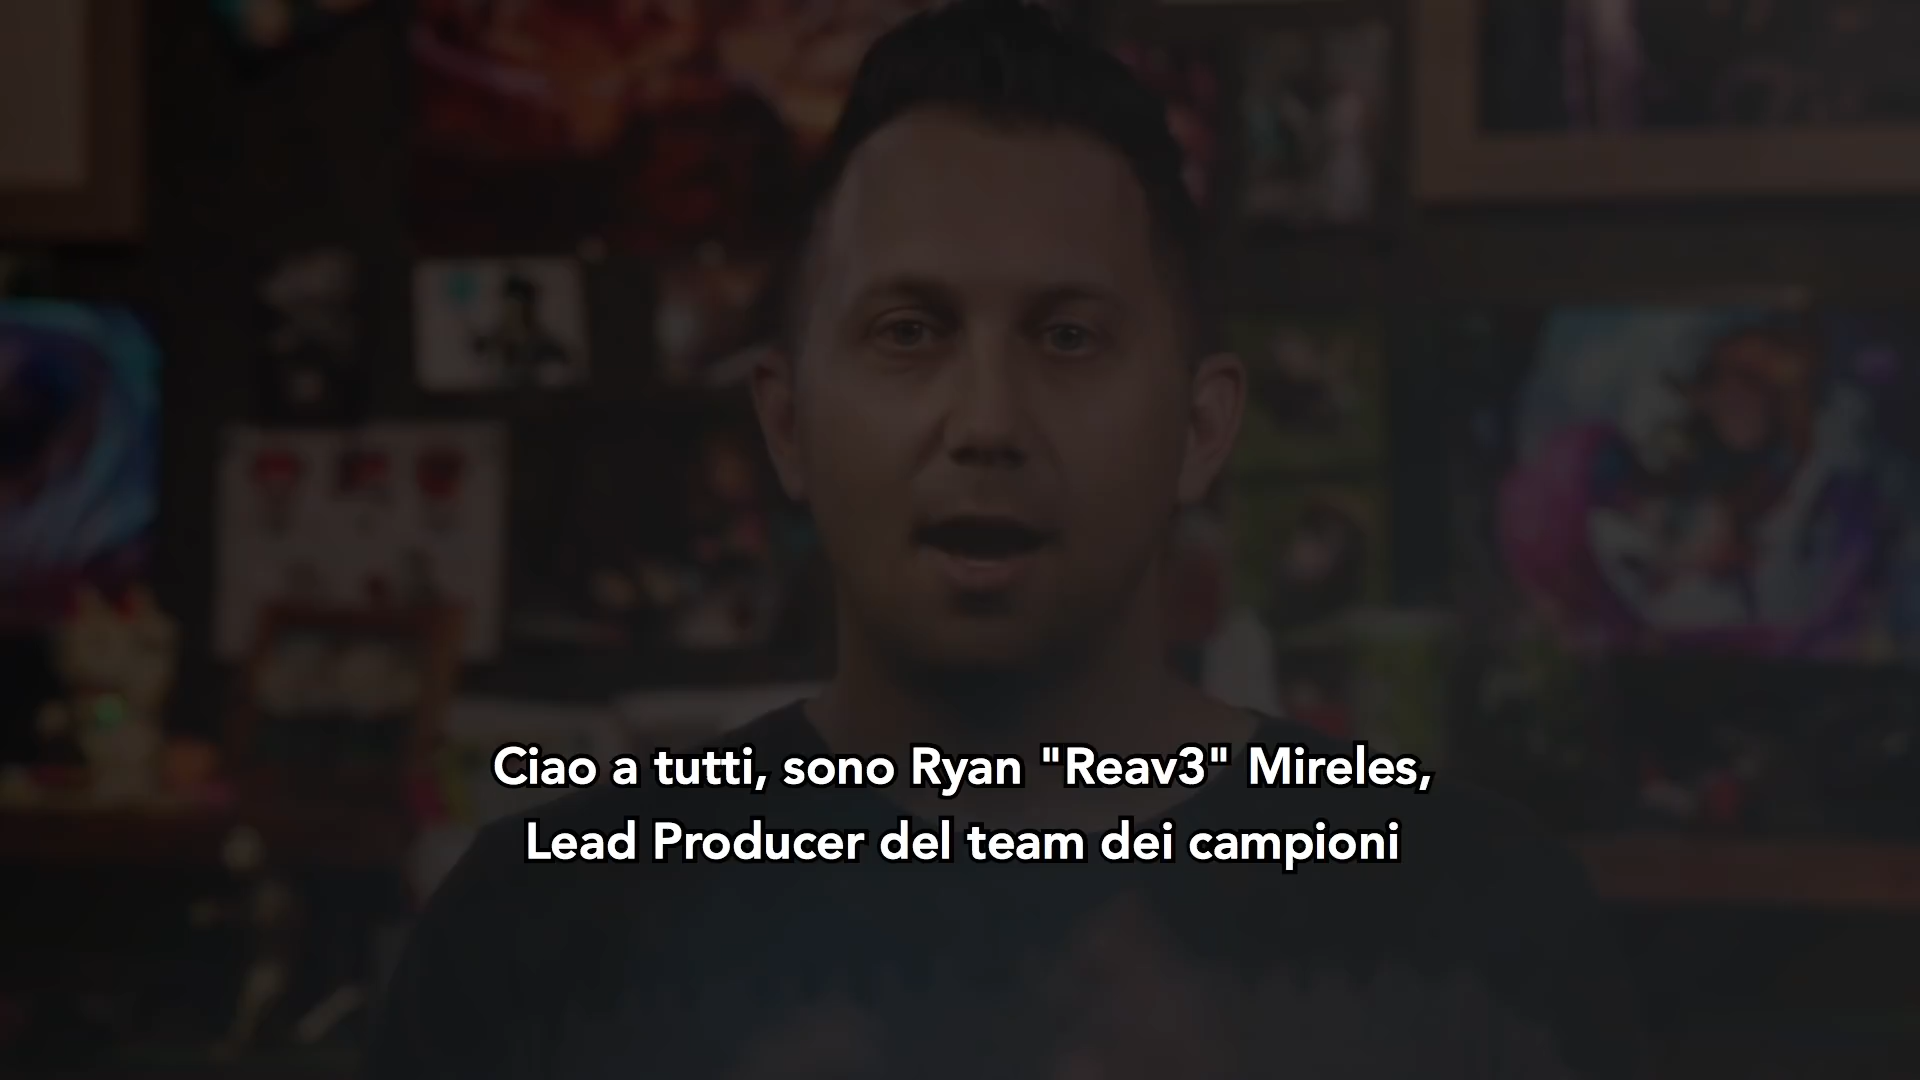 Ciao a tutti, sono Ryan "Reav3" Mireles,
Lead Producer del team dei campioni